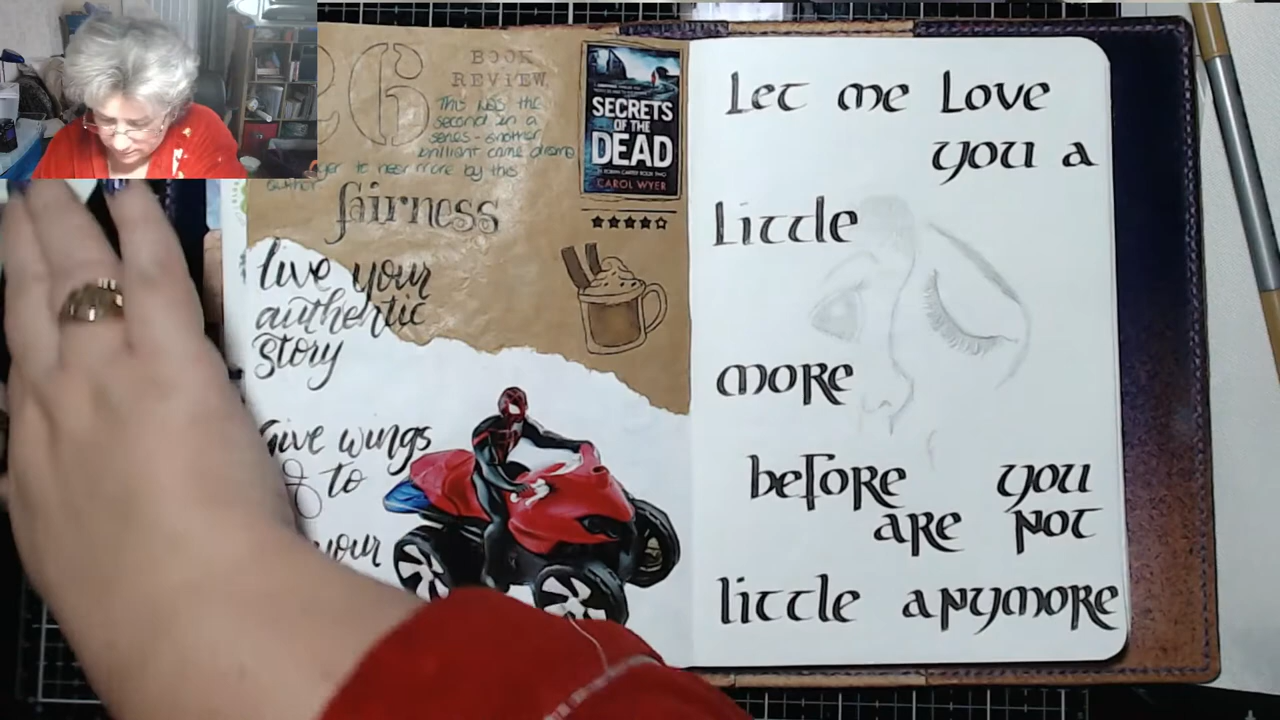 26
BOOK
REVIEW.
This was the
second in a
series - another
brilliant crime drama
to hear more by this
author
fairness
live your
authentic
story
Give wings
to
your
SECRETS
OF THE
DEAD
CAROL WYER
Let me Love
you a
Little
more
before you
are not
little anymore